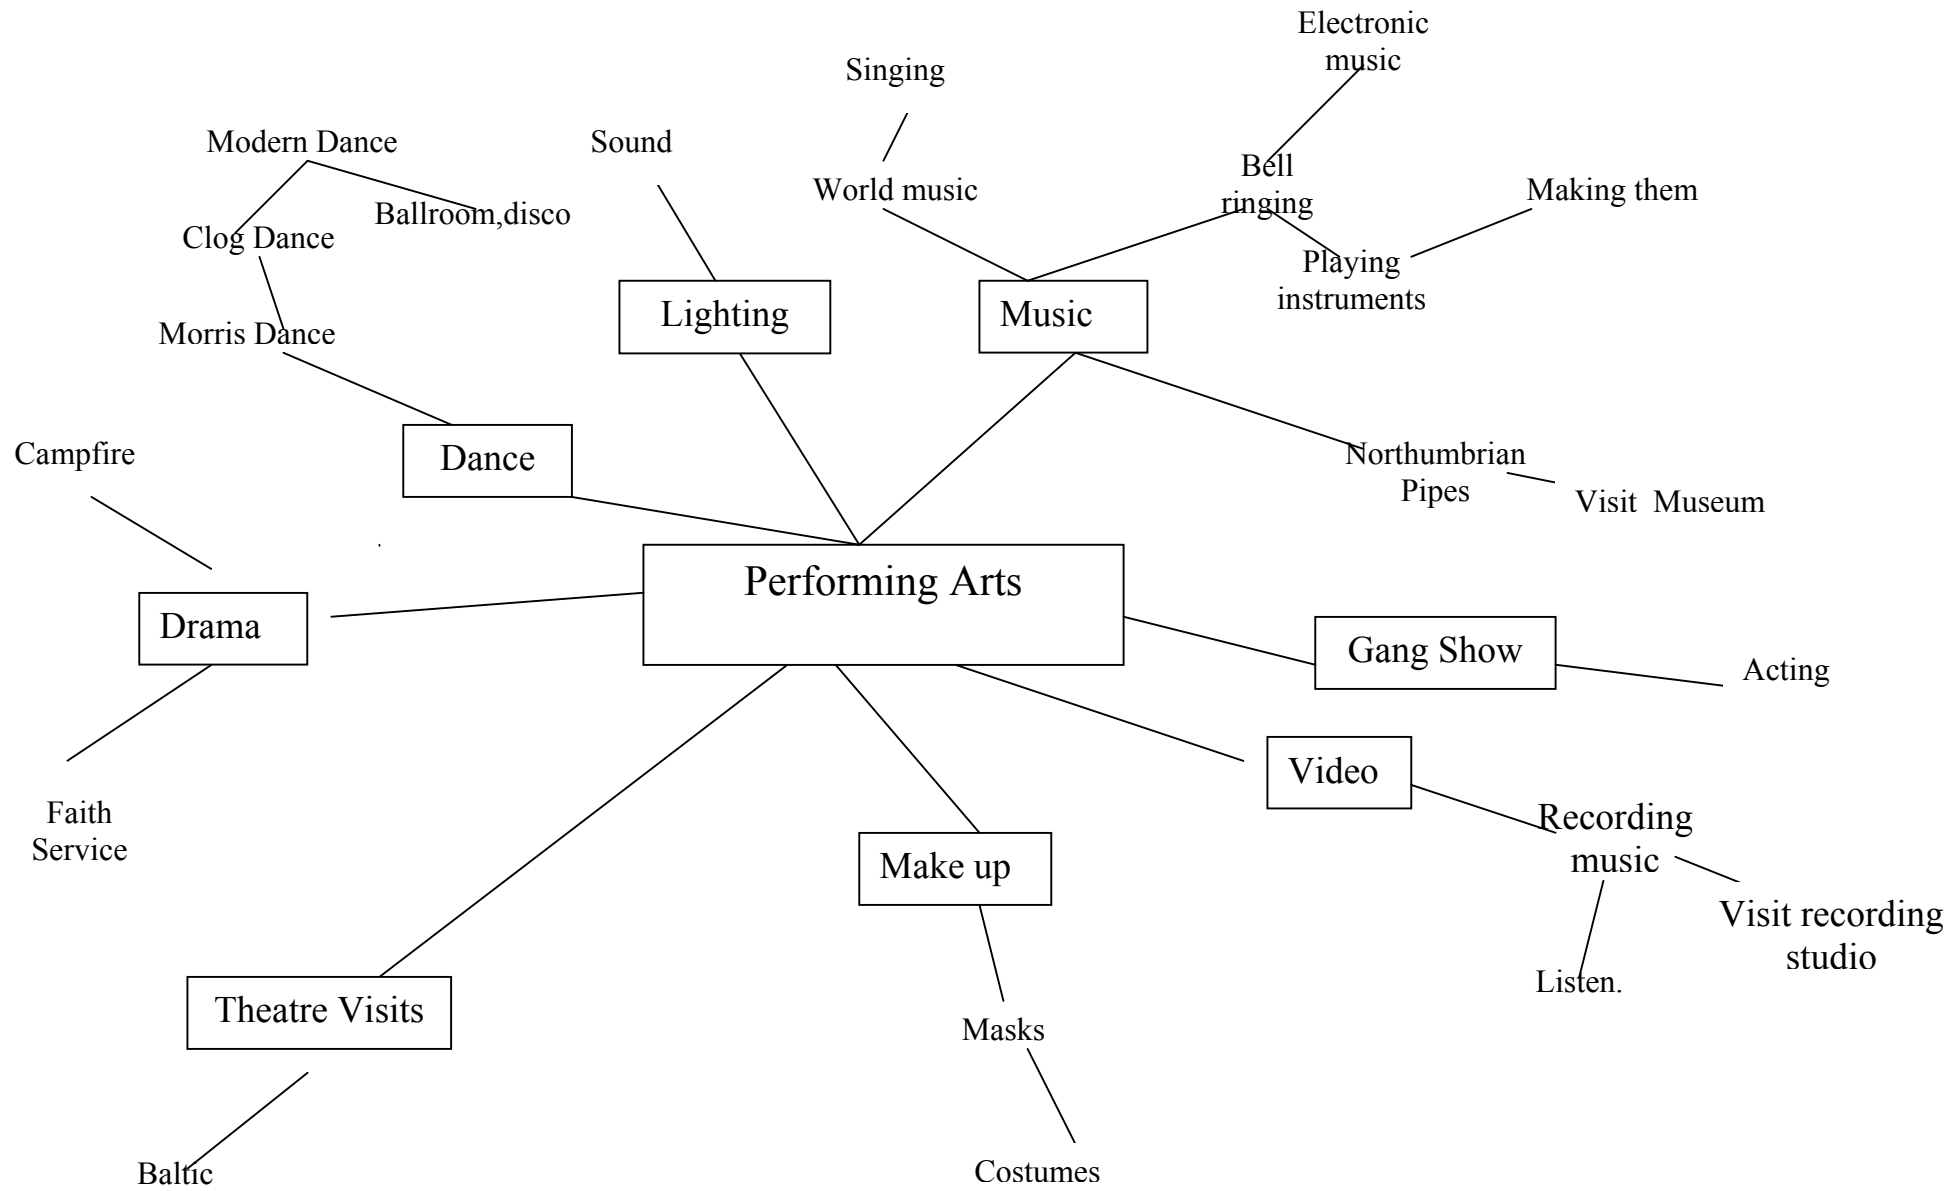 Electronic
music
Singing
Modern Dance
Sound
Bell
ringing
World music
Making them
Ballroom,disco
Clog Dance
Playing
instruments
Lighting
Music
Morris Dance
Campfire
Dance
Northumbrian
Pipes
Visit  Museum
Performing Arts
Drama
Gang Show
Acting
Video
Faith
Service
Recording
music
Make up
Visit recording
studio
Listen.
Theatre Visits
Masks
Baltic
Costumes